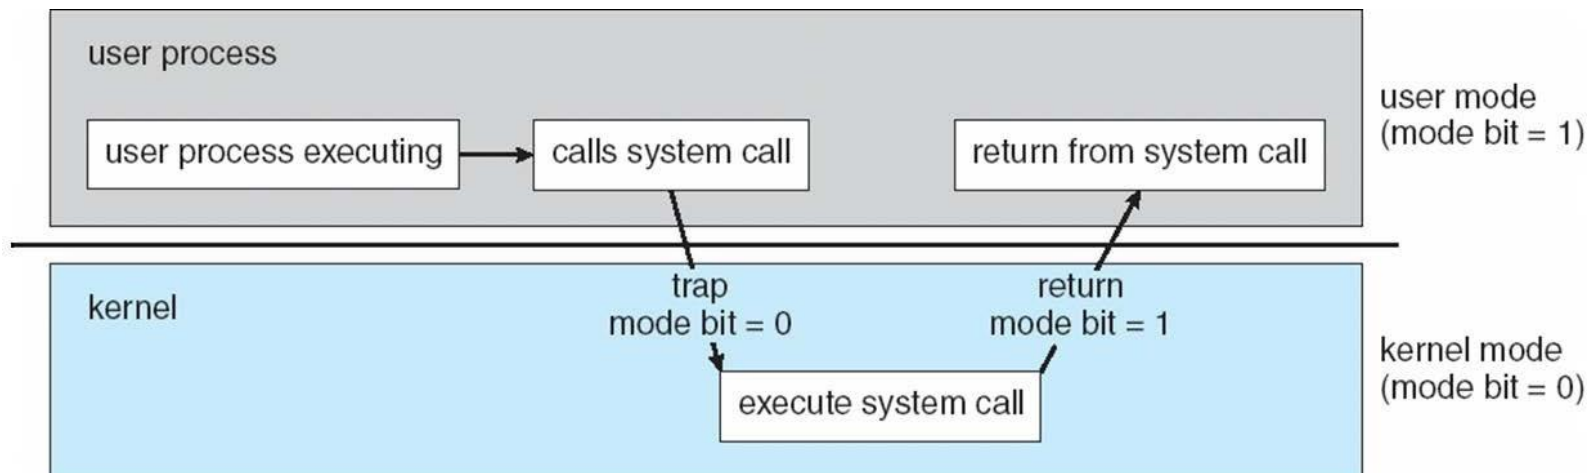 user process
user process executing
calls system call
return from system call
user mode
(mode bit = 1)
kernel
trap
mode bit = 0
return
mode bit = 1
execute system call
kernel mode
(mode bit = 0)